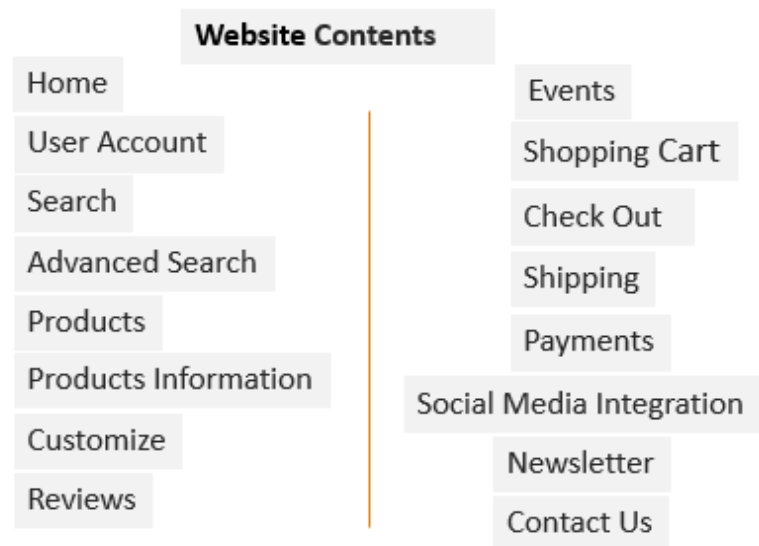 Website Contents
Home
User Account
Search
Advanced Search
Products
Products Information
Customize
Reviews
Events
Shopping Cart
Check Out
Shipping
Payments
Social Media Integration
Newsletter
Contact Us